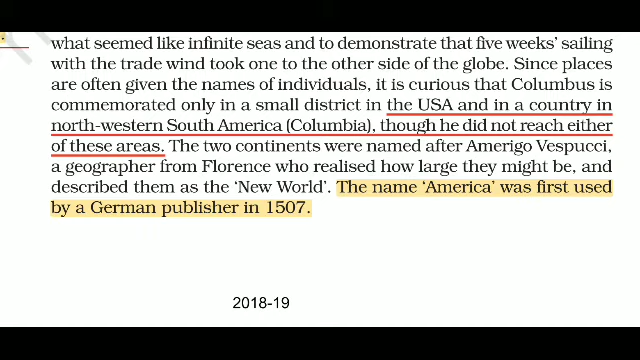 what seemed like infinite seas and to demonstrate that five weeks' sailing
with the trade wind took one to the other side of the globe. Since places
are often given the names of individuals, it is curious that Columbus is
commemorated only in a small district in the USA and in a country in
north-western South America (Columbia), though he did not reach either
of these areas. The two continents were named after Amerigo Vespucci,
a geographer from Florence who realised how large they might be, and
described them as the 'New World'. The name 'America' was first used
by a German publisher in 1507.
2018-19